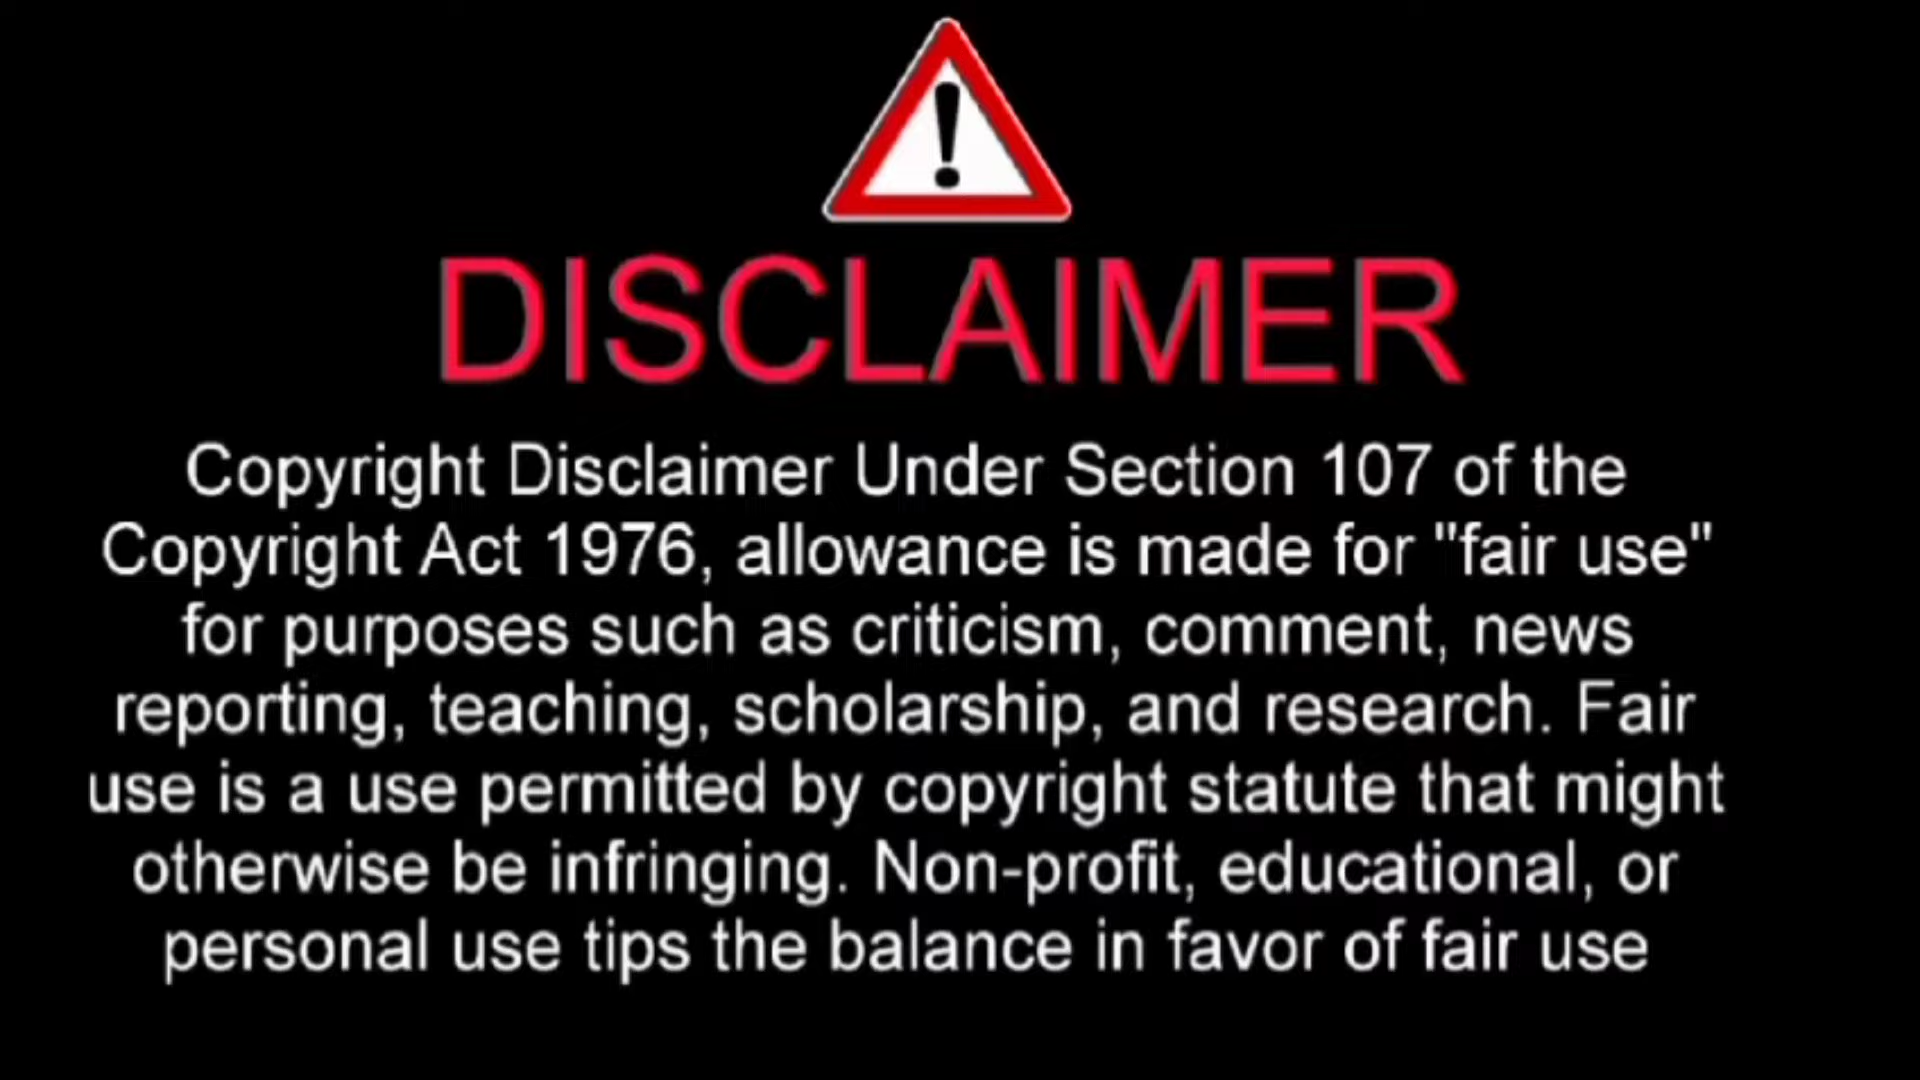 DISCLAIMER
Copyright Disclaimer Under Section 107 of the
Copyright Act 1976, allowance is made for "fair use"
for purposes such as criticism, comment, news
reporting, teaching, scholarship, and research. Fair
use is a use permitted by copyright statute that might
otherwise be infringing. Non-profit, educational, or
personal use tips the balance in favor of fair use